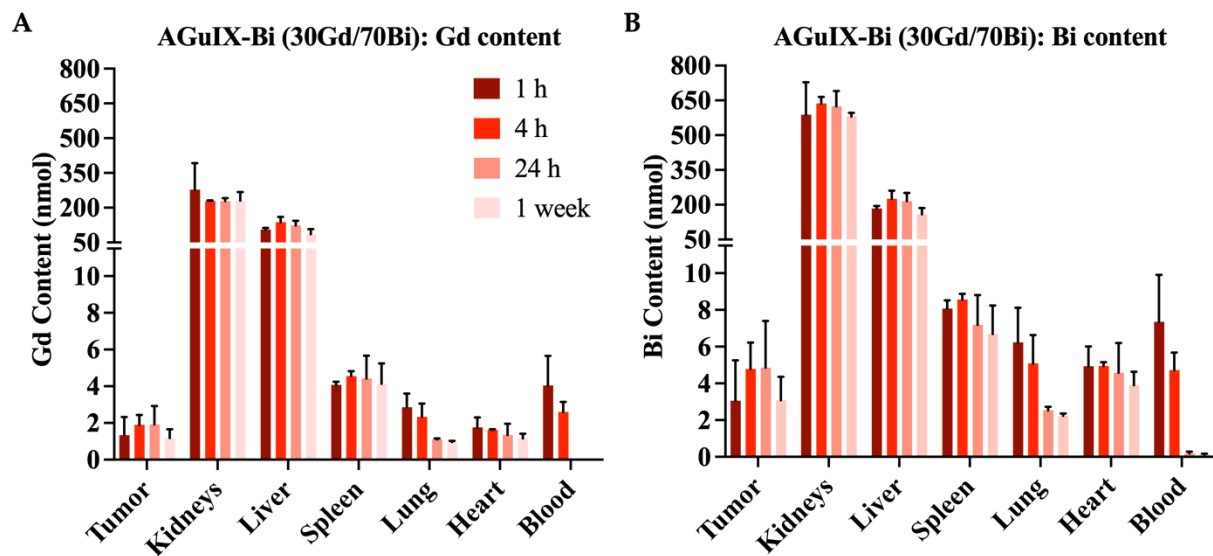 A
AGuIX-Bi (30Gd/70Bi): Gd content
Gd Content (nmol)
800
650
500
350
200
50
10
8
6
4
2
0
1 h
4 h
24 h
1 week
Tumor
Kidneys
Liver
Spleen
Lung
Heart
Blood
B
AGuIX-Bi (30Gd/70Bi): Bi content
Bi Content (nmol)
800
650
500
350
200
50
10
8
6
4
2
0
Tumor
Kidneys
Liver
Spleen
Lung
Heart
Blood